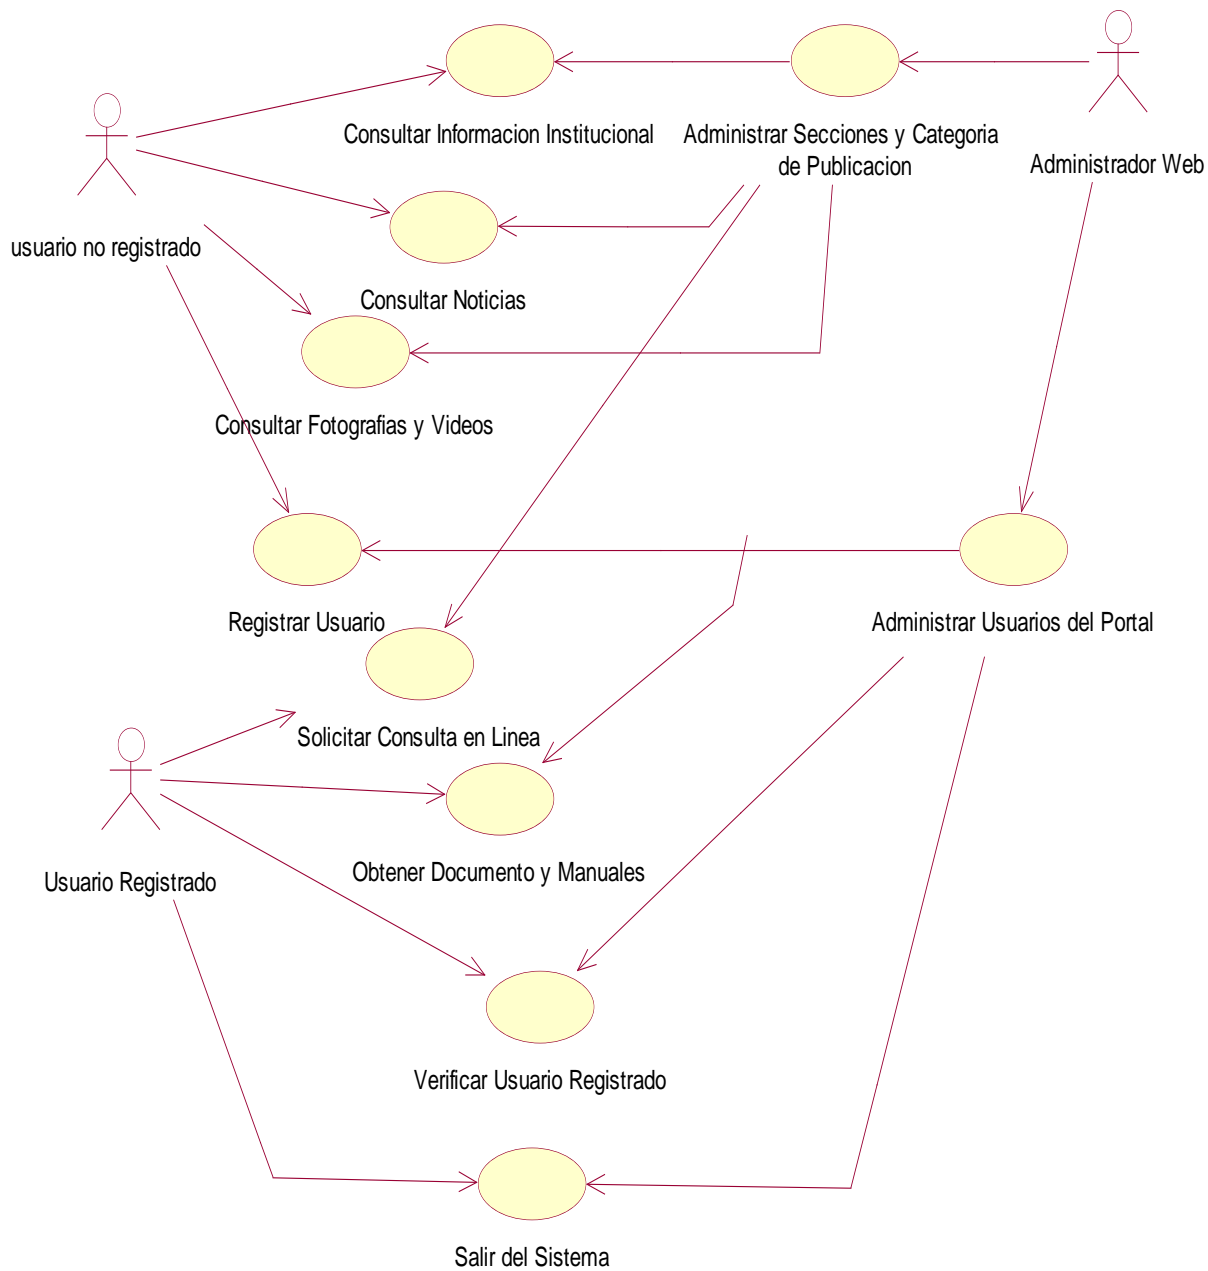 Consultar Informacion Institucional
Administrar Secciones y Categoria
de Publicacion
Administrador Web
usuario no registrado
Consultar Noticias
Consultar Fotografias y Videos
Registrar Usuario
Administrar Usuarios del Portal
Solicitar Consulta en Linea
Usuario Registrado
Obtener Documento y Manuales
Verificar Usuario Registrado
Salir del Sistema